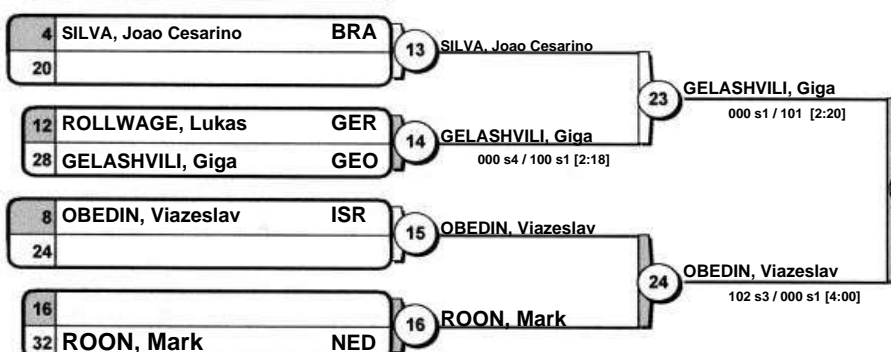 4 SILVA, Joao Cesarino BRA
20
13
SILVA, Joao Cesarino
12 ROLLWAGE, Lukas GER
28 GELASHVILI, Giga GEO
14
GELASHVILI, Giga
000 s4 / 100 s1 [2:18]
23
GELASHVILI, Giga
000 s1 / 101 [2:20]
8 OBEDIN, Viazeslav ISR
24
15
OBEDIN, Viazeslav
16
32 ROON, Mark NED
16
ROON, Mark
24
OBEDIN, Viazeslav
102 s3 / 000 s1 [4:00]